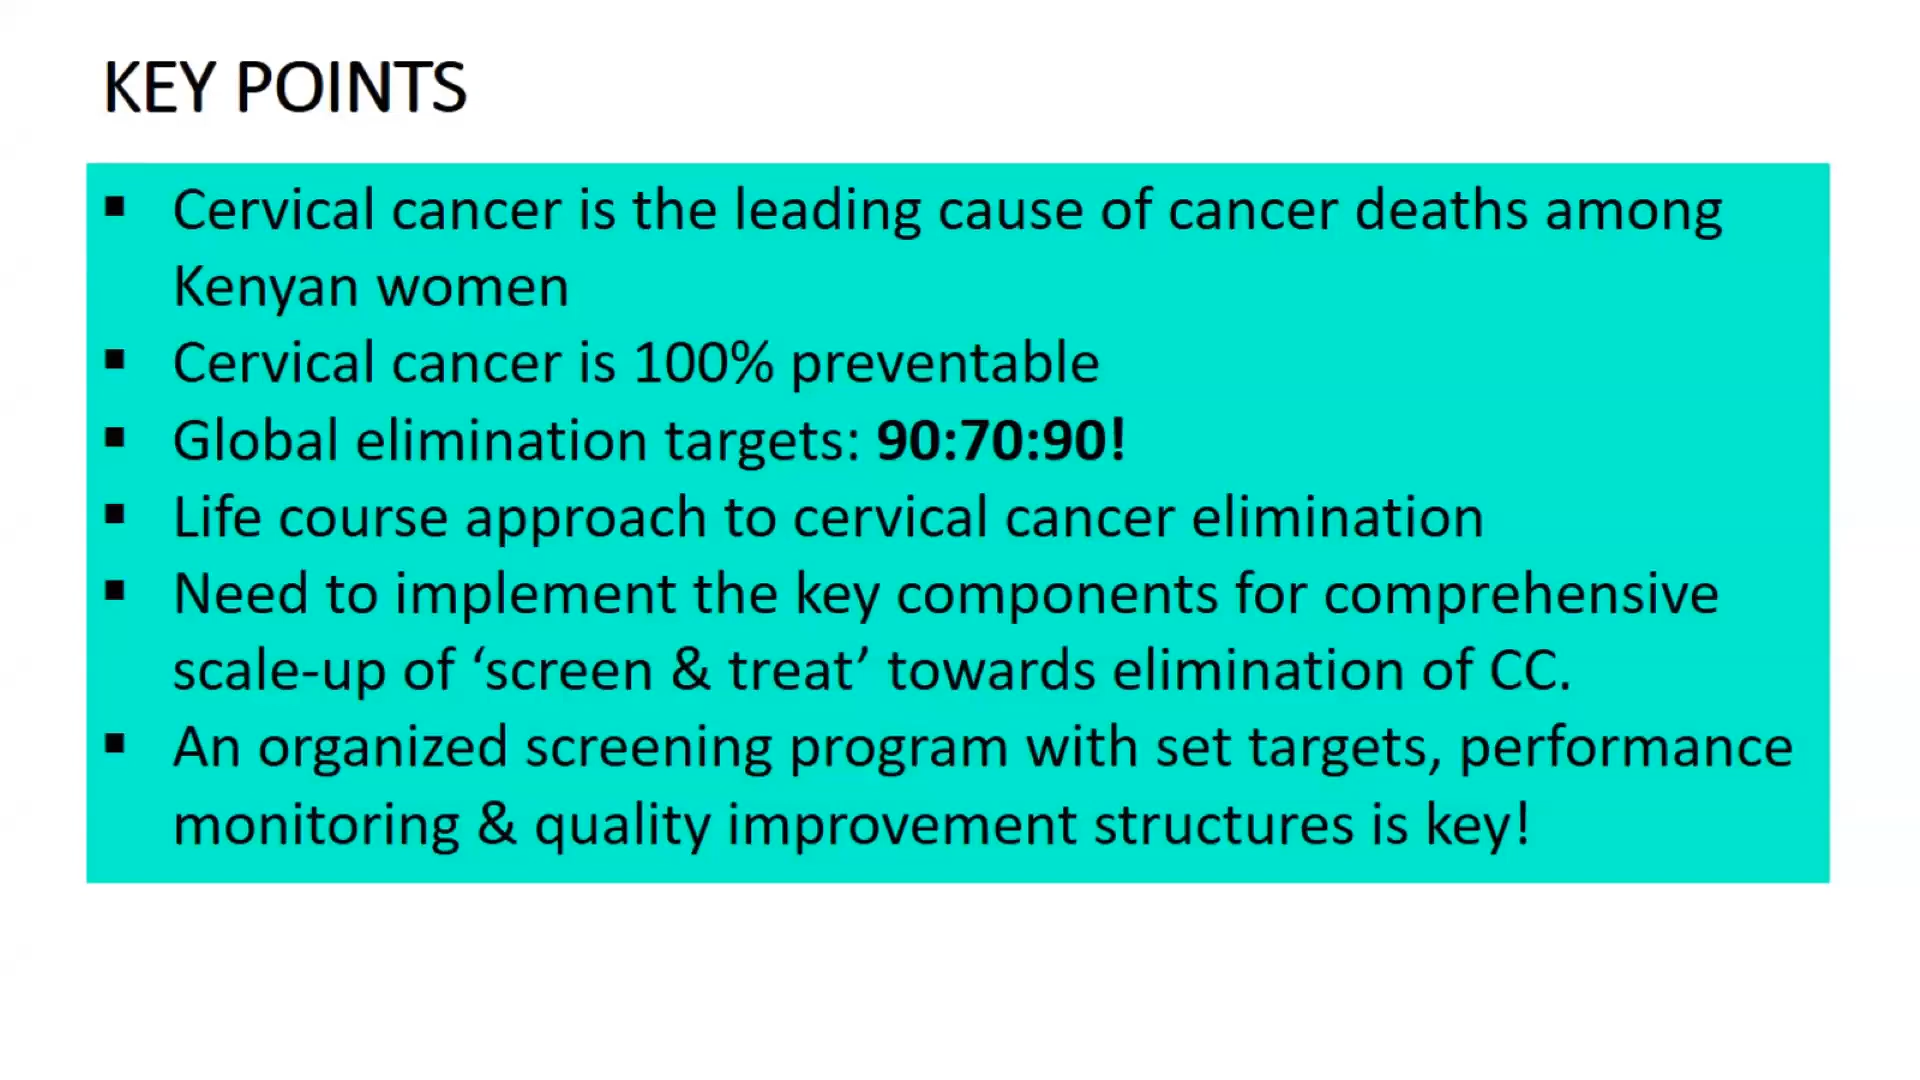 KEY POINTS
▪ Cervical cancer is the leading cause of cancer deaths among
Kenyan women
▪ Cervical cancer is 100% preventable
▪ Global elimination targets: 90:70:90!
▪ Life course approach to cervical cancer elimination
▪ Need to implement the key components for comprehensive
scale-up of ‘screen & treat’ towards elimination of CC.
▪ An organized screening program with set targets, performance
monitoring & quality improvement structures is key!